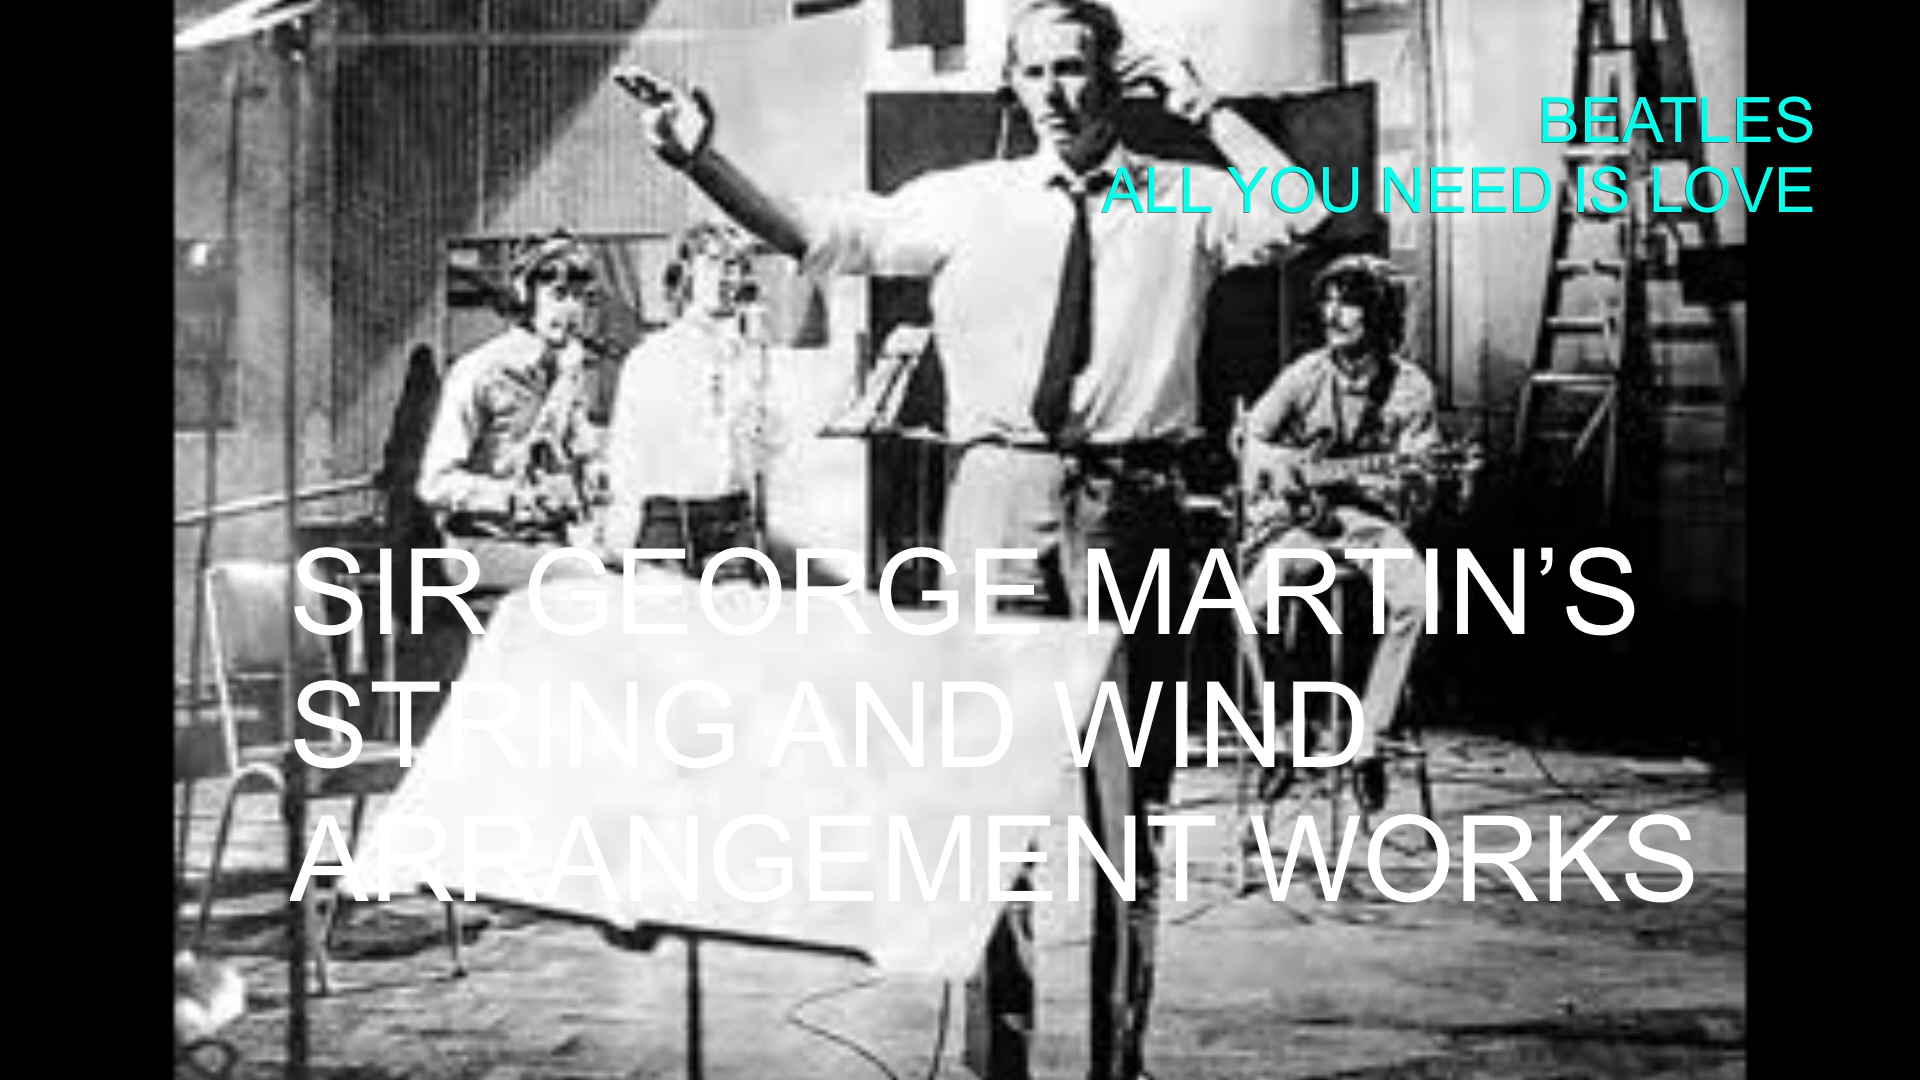 BEATLES
ALL YOU NEED IS LOVE
SIR GEORGE MARTIN’S
STRING AND WIND
ARRANGEMENT WORKS